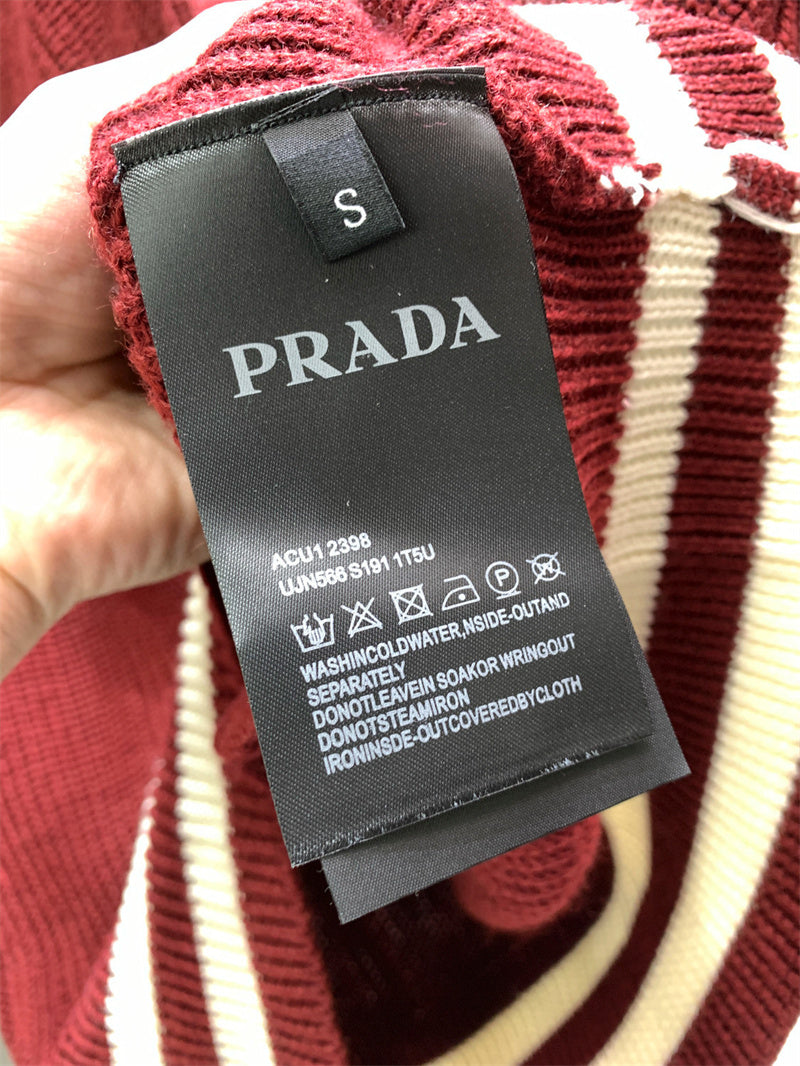 S
PRADA
ACU1 2398
UJN566 S191 1T5U
WASHINCOLDWATER,NSIDE-OUTAND
SEPARATELY
DONOTLEAVEIN SOAKOR WRINGOUT
DONOTSTEAMIRON
IRONINSDE-OUTCOVEREDBYCLOTH